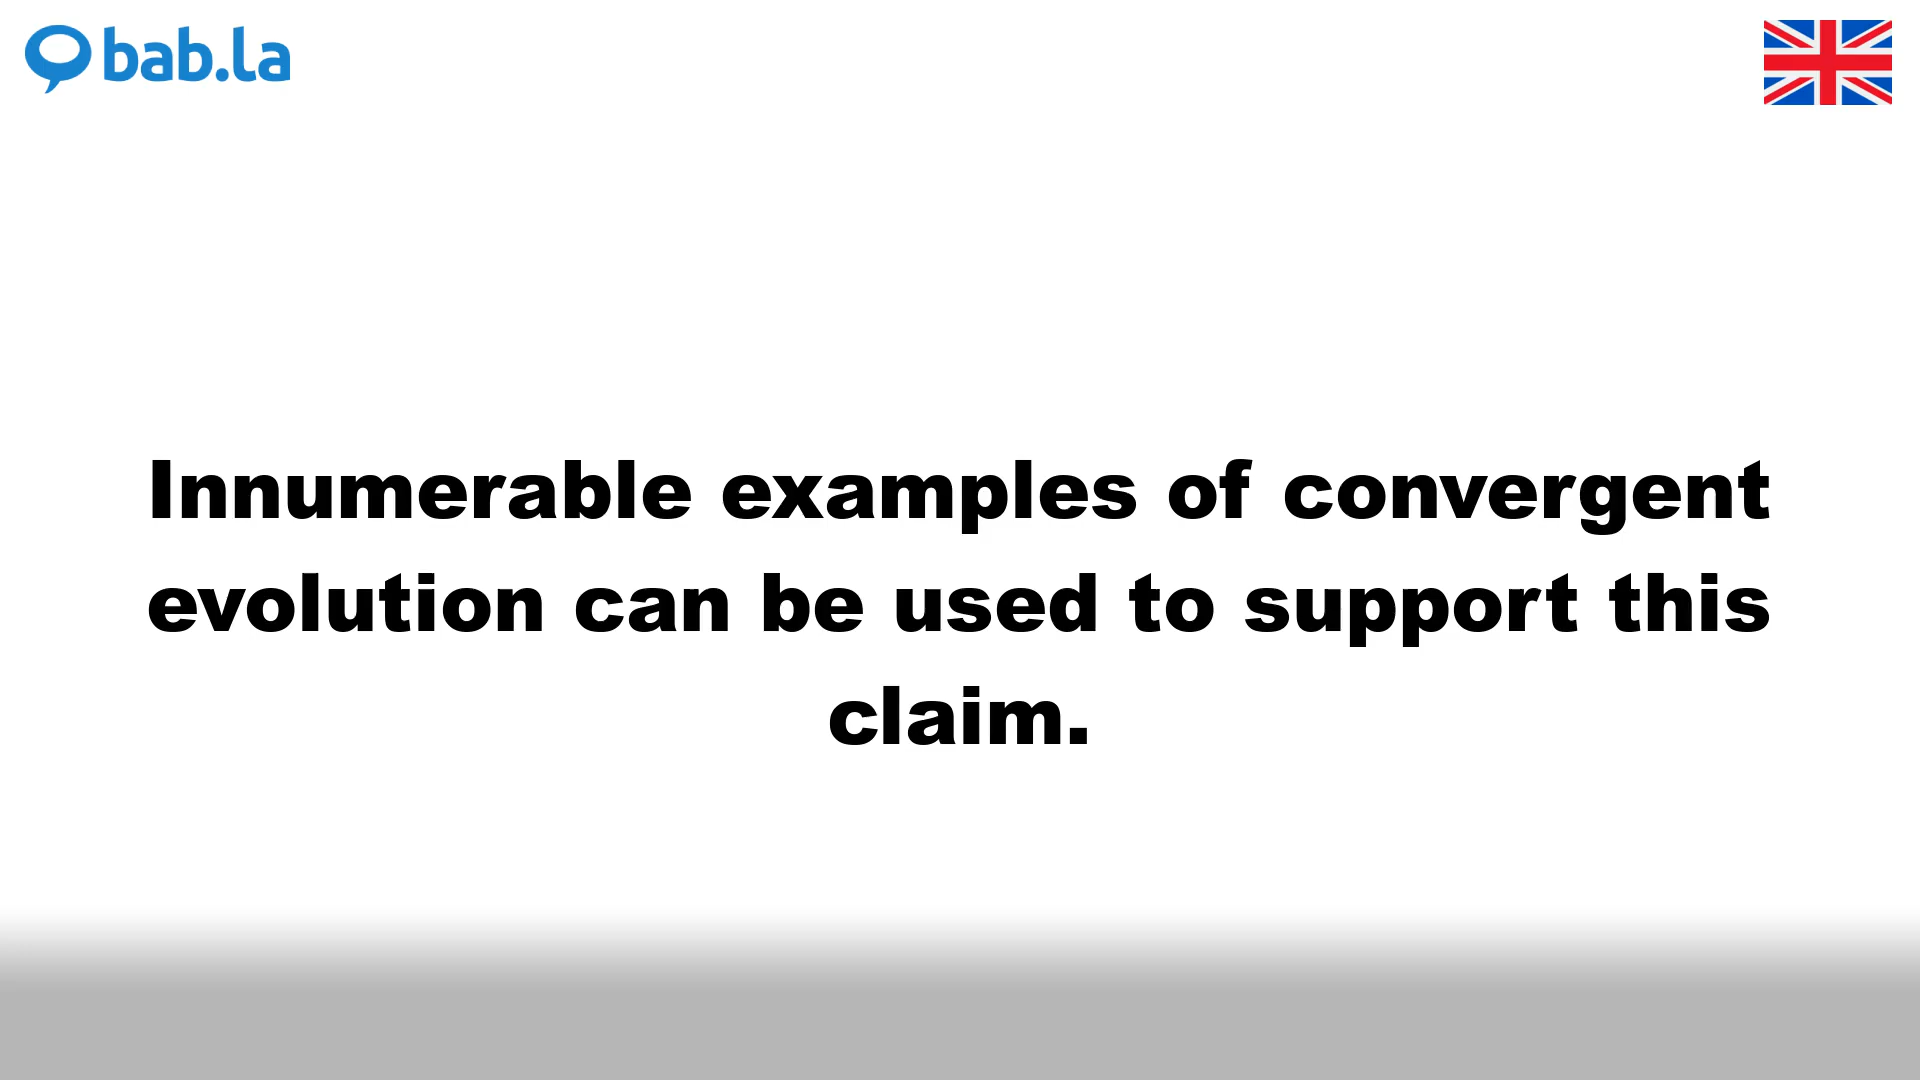 bab.la
Innumerable examples of convergent
evolution can be used to support this
claim.